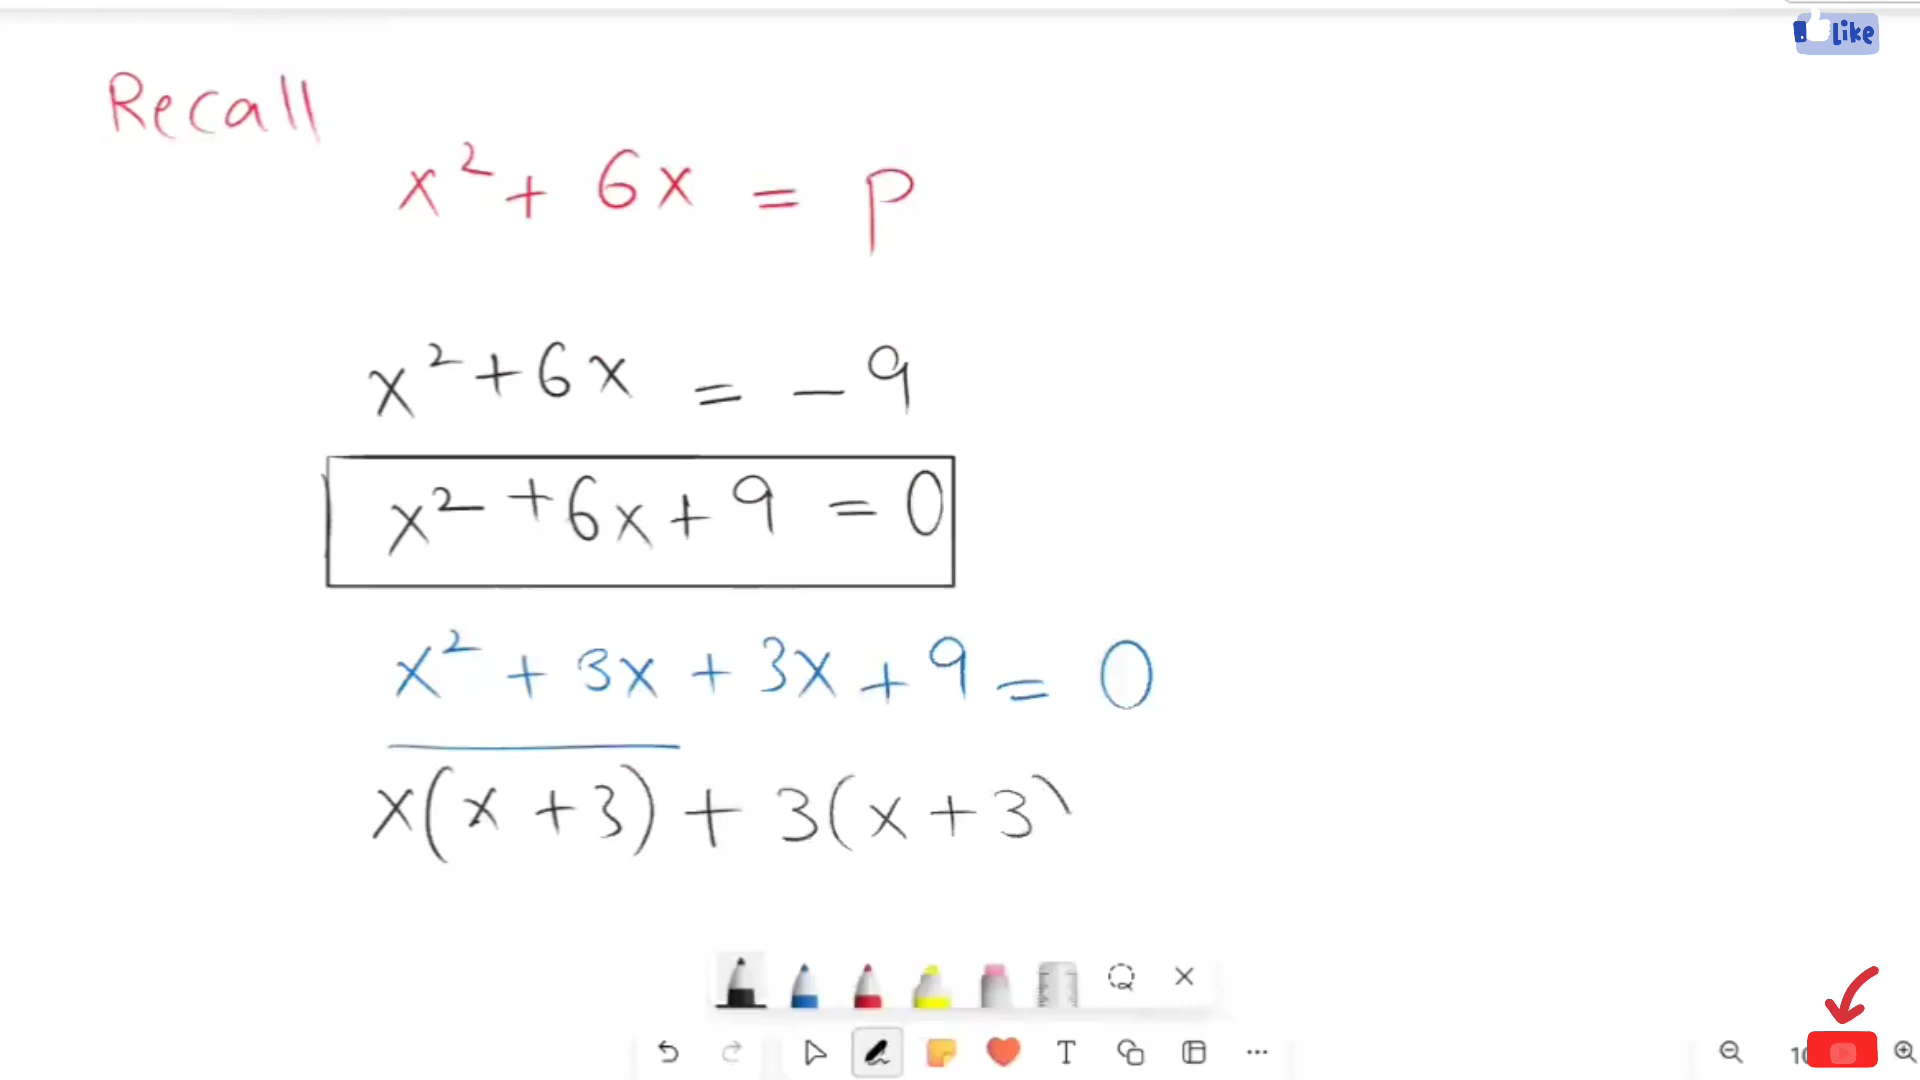 like
Recall
x² + 6x = p
x² + 6x = - 9
x² + 6x + 9 = 0
x² + 3x + 3x + 9 = 0
x(x + 3) + 3(x + 3)
T